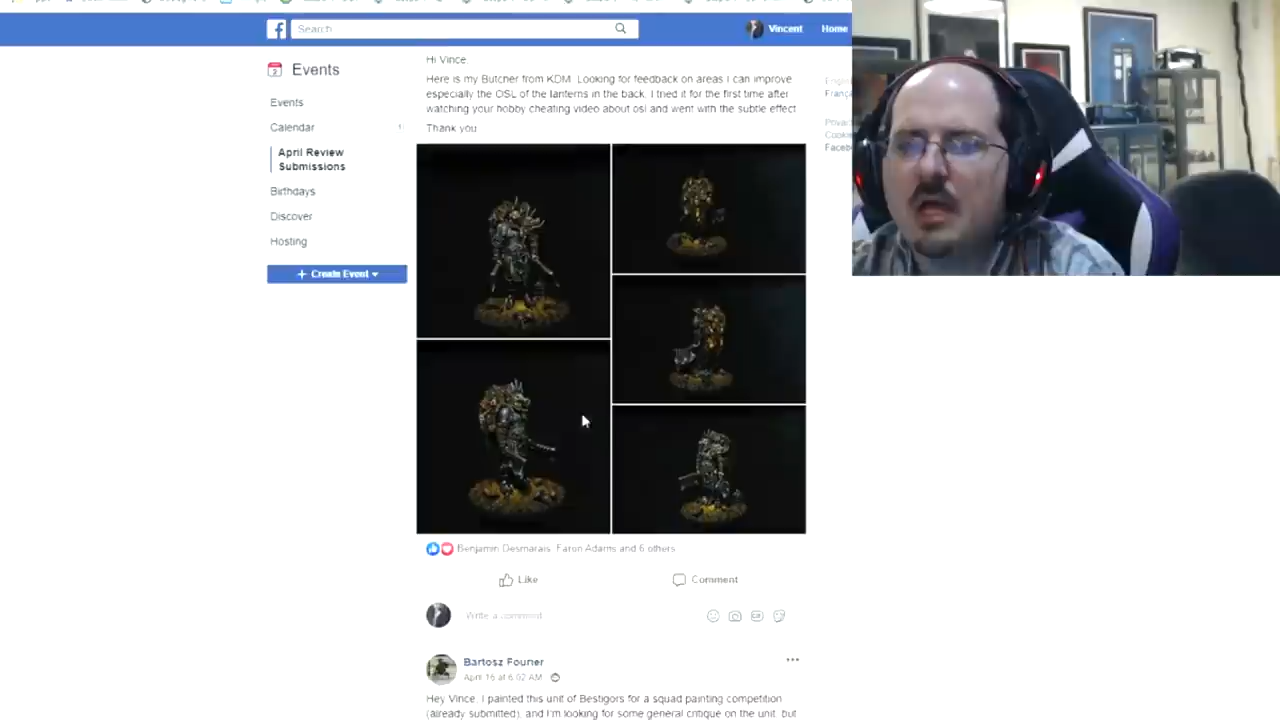 Search
Vincent
Home
Events
Events
Calendar
April Review
Submissions
Birthdays
Discover
Hosting
+ Create Event
Hi Vince.
Here is my Butcher from KDM. Looking for feedback on areas I can improve
especially the OSL of the lanterns in the back. I tried it for the first time after
watching your hobby cheating video about osl and went with the subtle effect
Thank you
Benjamin Desmarais, Faron Adams and 6 others
Like
Comment
Write a comment
Bartosz Fourier
April 16 at 6:02 AM
Hey Vince, I painted this unit of Bestigors for a squad painting competition
(already submitted), and I'm looking for some general critique on the unit, but